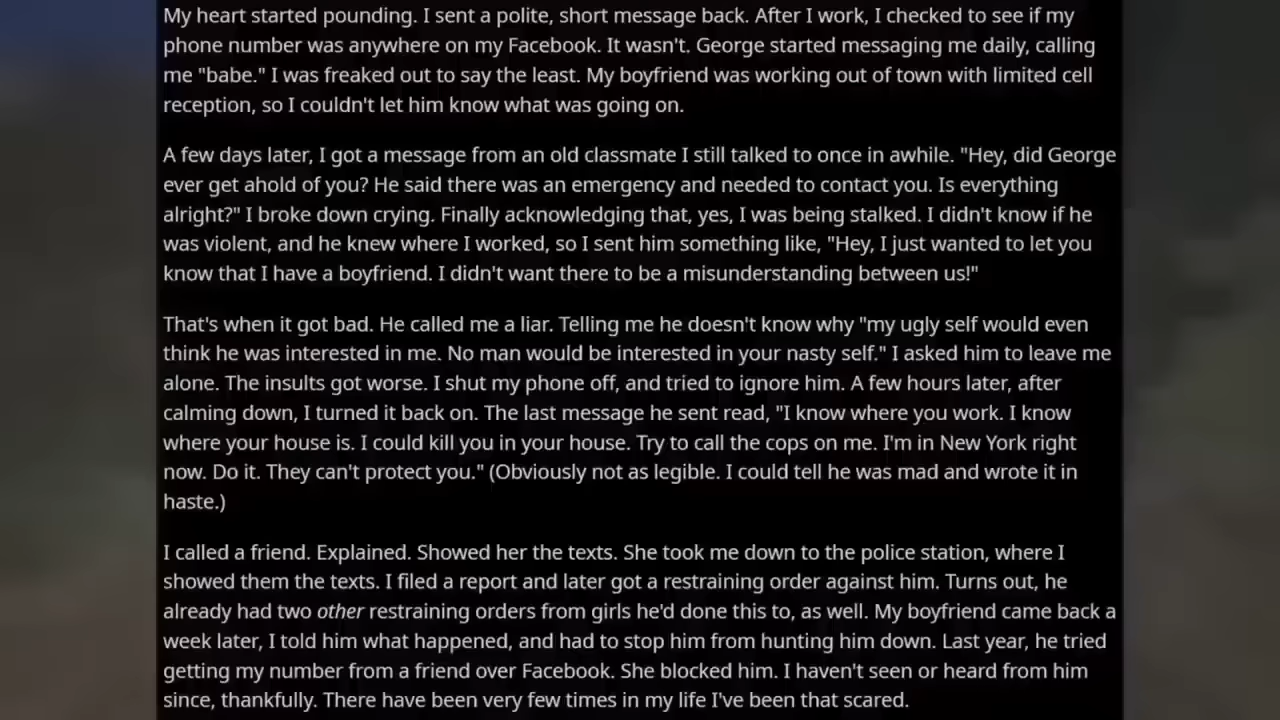 My heart started pounding. I sent a polite, short message back. After I work, I checked to see if my
phone number was anywhere on my Facebook. It wasn't. George started messaging me daily, calling
me "babe." I was freaked out to say the least. My boyfriend was working out of town with limited cell
reception, so I couldn't let him know what was going on.
A few days later, I got a message from an old classmate I still talked to once in awhile. "Hey, did George
ever get ahold of you? He said there was an emergency and needed to contact you. Is everything
alright?" I broke down crying. Finally acknowledging that, yes, I was being stalked. I didn't know if he
was violent, and he knew where I worked, so I sent him something like, "Hey, I just wanted to let you
know that I have a boyfriend. I didn't want there to be a misunderstanding between us!"
That's when it got bad. He called me a liar. Telling me he doesn't know why "my ugly self would even
think he was interested in me. No man would be interested in your nasty self." I asked him to leave me
alone. The insults got worse. I shut my phone off, and tried to ignore him. A few hours later, after
calming down, I turned it back on. The last message he sent read, "I know where you work. I know
where your house is. I could kill you in your house. Try to call the cops on me. I'm in New York right
now. Do it. They can't protect you." (Obviously not as legible. I could tell he was mad and wrote it in
haste.)
I called a friend. Explained. Showed her the texts. She took me down to the police station, where I
showed them the texts. I filed a report and later got a restraining order against him. Turns out, he
already had two other restraining orders from girls he'd done this to, as well. My boyfriend came back a
week later, I told him what happened, and had to stop him from hunting him down. Last year, he tried
getting my number from a friend over Facebook. She blocked him. I haven't seen or heard from him
since, thankfully. There have been very few times in my life I've been that scared.